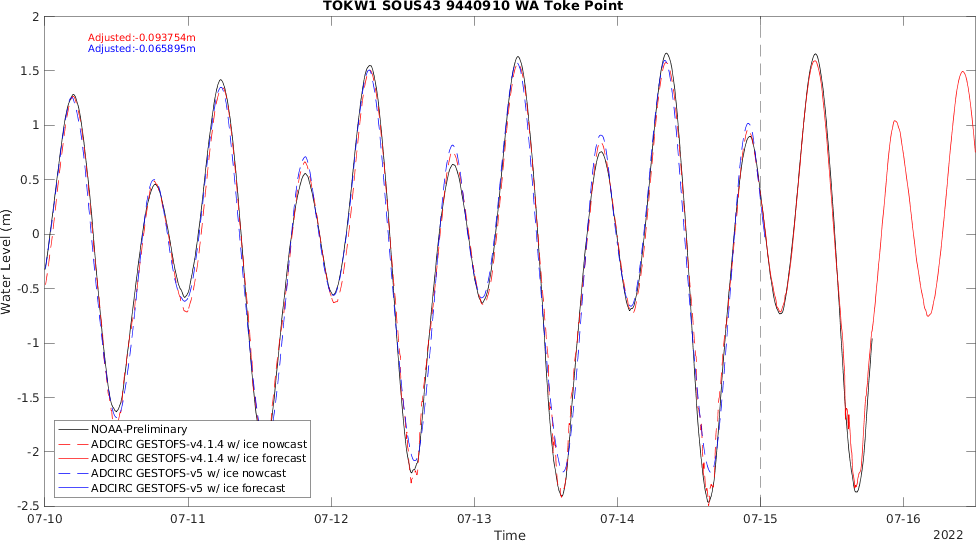 TOKW1 SOUS43 9440910 WA Toke Point
Adjusted:-0.093754m
Adjusted:-0.065895m
2
1.5
1
0.5
0
-0.5
-1
-1.5
-2
-2.5
Water Level (m)
NOAA-Preliminary
ADCIRC GESTOFS-v4.1.4 w/ ice nowcast
ADCIRC GESTOFS-v4.1.4 w/ ice forecast
ADCIRC GESTOFS-v5 w/ ice nowcast
ADCIRC GESTOFS-v5 w/ ice forecast
07-10 07-11 07-12 07-13 07-14 07-15 07-16
Time
2022